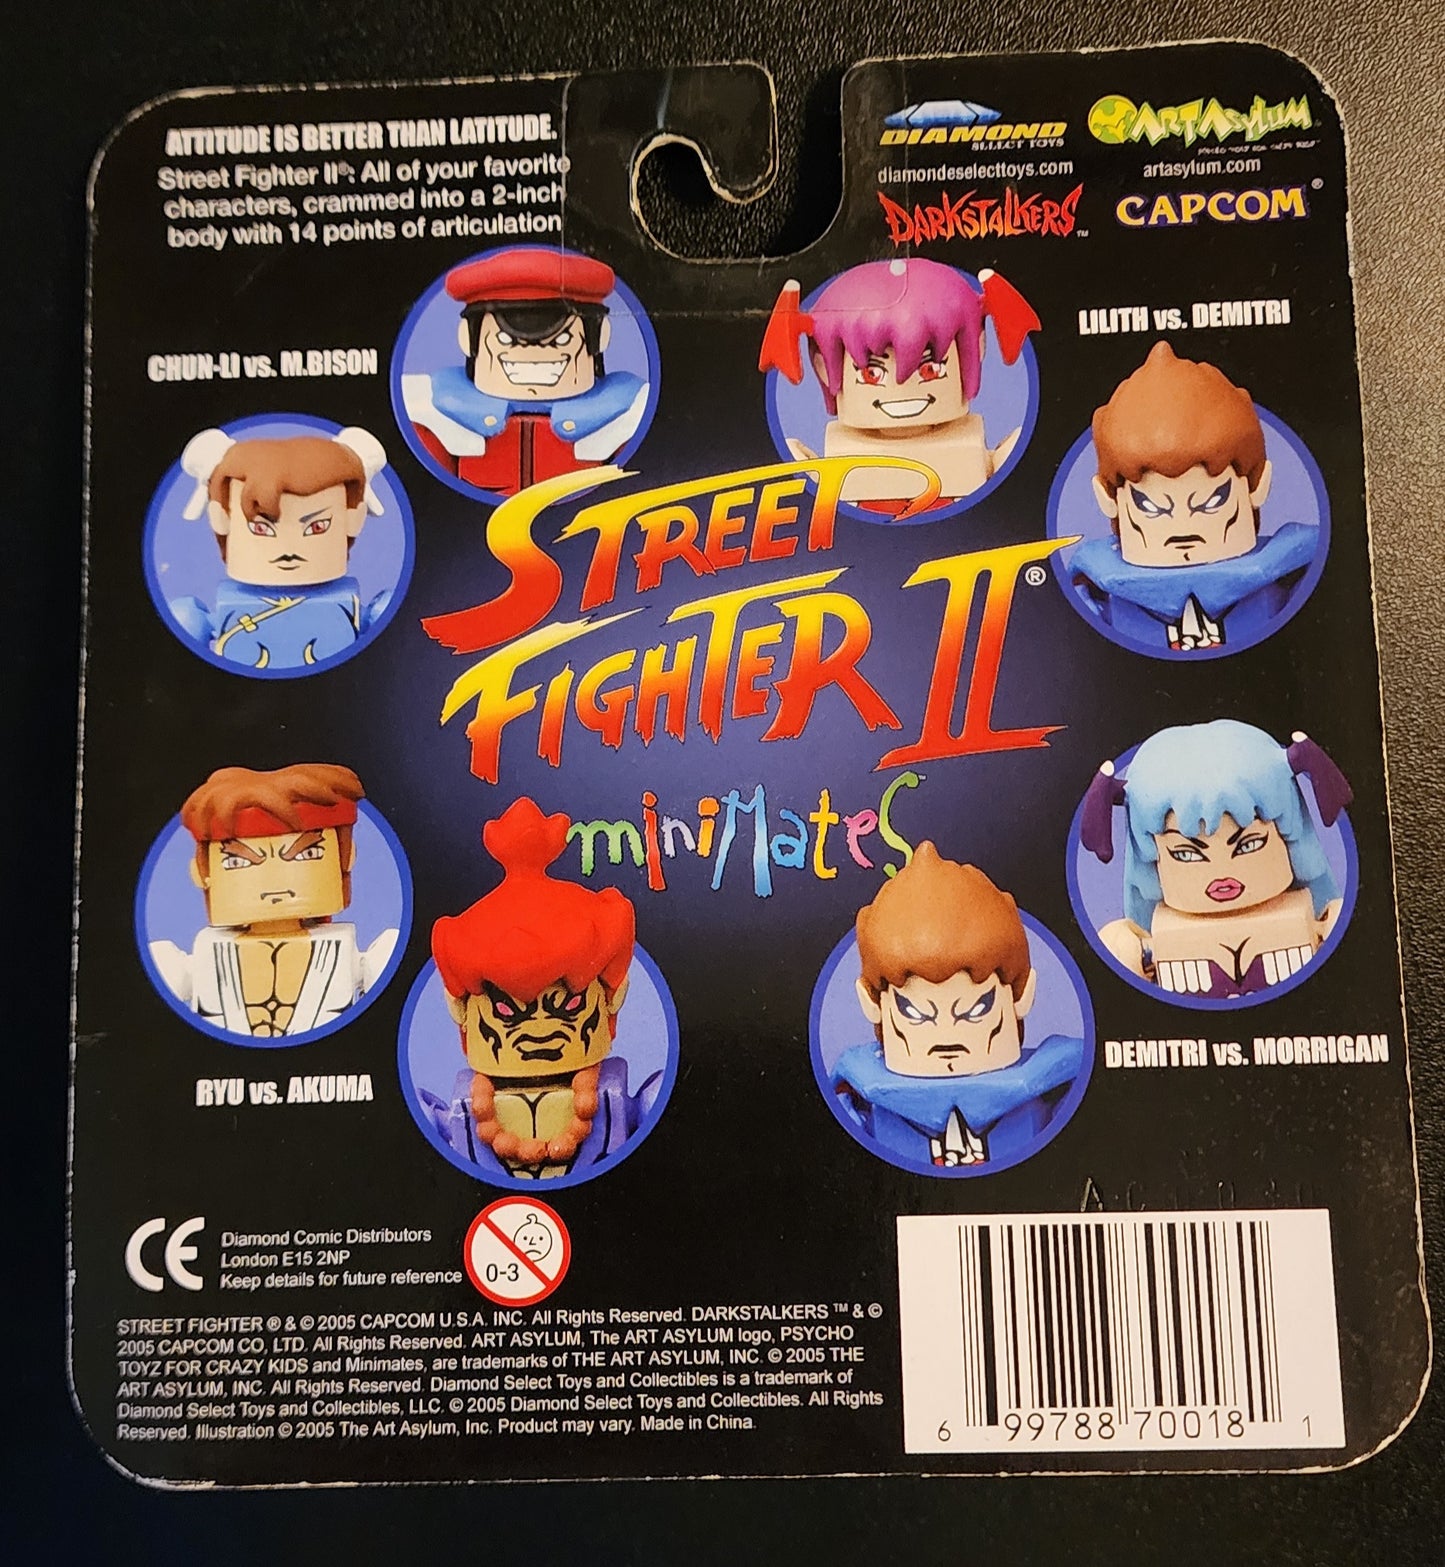 ATTITUDE IS BETTER THAN LATITUDE.
Street Fighter II®: All of your favorite
characters, crammed into a 2-inch
body with 14 points of articulation
DIAMOND
SELECT TOYS
diamondeselecttoys.com
ARTASYLUM
artasylum.com
DARKSTALKERS™
CAPCOM®
CHUN-LI vs. M.BISON
LILITH vs. DEMITRI
STREET
FIGHTER II®
miniMates
RYU vs. AKUMA
DEMITRI vs. MORRIGAN
CE
Diamond Comic Distributors
London E15 2NP
Keep details for future reference
0-3
STREET FIGHTER ® & © 2005 CAPCOM U.S.A. INC. All Rights Reserved. DARKSTALKERS ™ & ©
2005 CAPCOM CO, LTD. All Rights Reserved. ART ASYLUM, The ART ASYLUM logo, PSYCHO
TOYZ FOR CRAZY KIDS and Minimates, are trademarks of THE ART ASYLUM, INC. © 2005 THE
ART ASYLUM, INC. All Rights Reserved. Diamond Select Toys and Collectibles is a trademark of
Diamond Select Toys and Collectibles, LLC. © 2005 Diamond Select Toys and Collectibles. All Rights
Reserved. Illustration © 2005 The Art Asylum, Inc. Product may vary. Made in China.
6 99788 70018 1